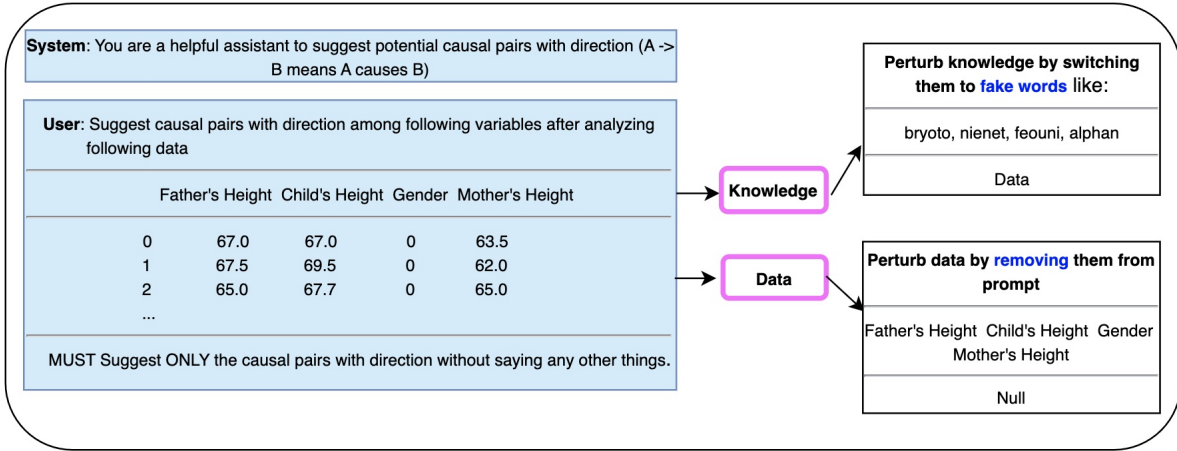 System: You are a helpful assistant to suggest potential causal pairs with direction (A ->
B means A causes B)
User: Suggest causal pairs with direction among following variables after analyzing
following data
Father's Height Child's Height Gender Mother's Height
0 67.0 67.0 0 63.5
1 67.5 69.5 0 62.0
2 65.0 67.7 0 65.0
...
MUST Suggest ONLY the causal pairs with direction without saying any other things.
Knowledge
Data
Perturb knowledge by switching
them to fake words like:
bryoto, nienet, feouni, alphan
Data
Perturb data by removing them from
prompt
Father's Height Child's Height Gender
Mother's Height
Null